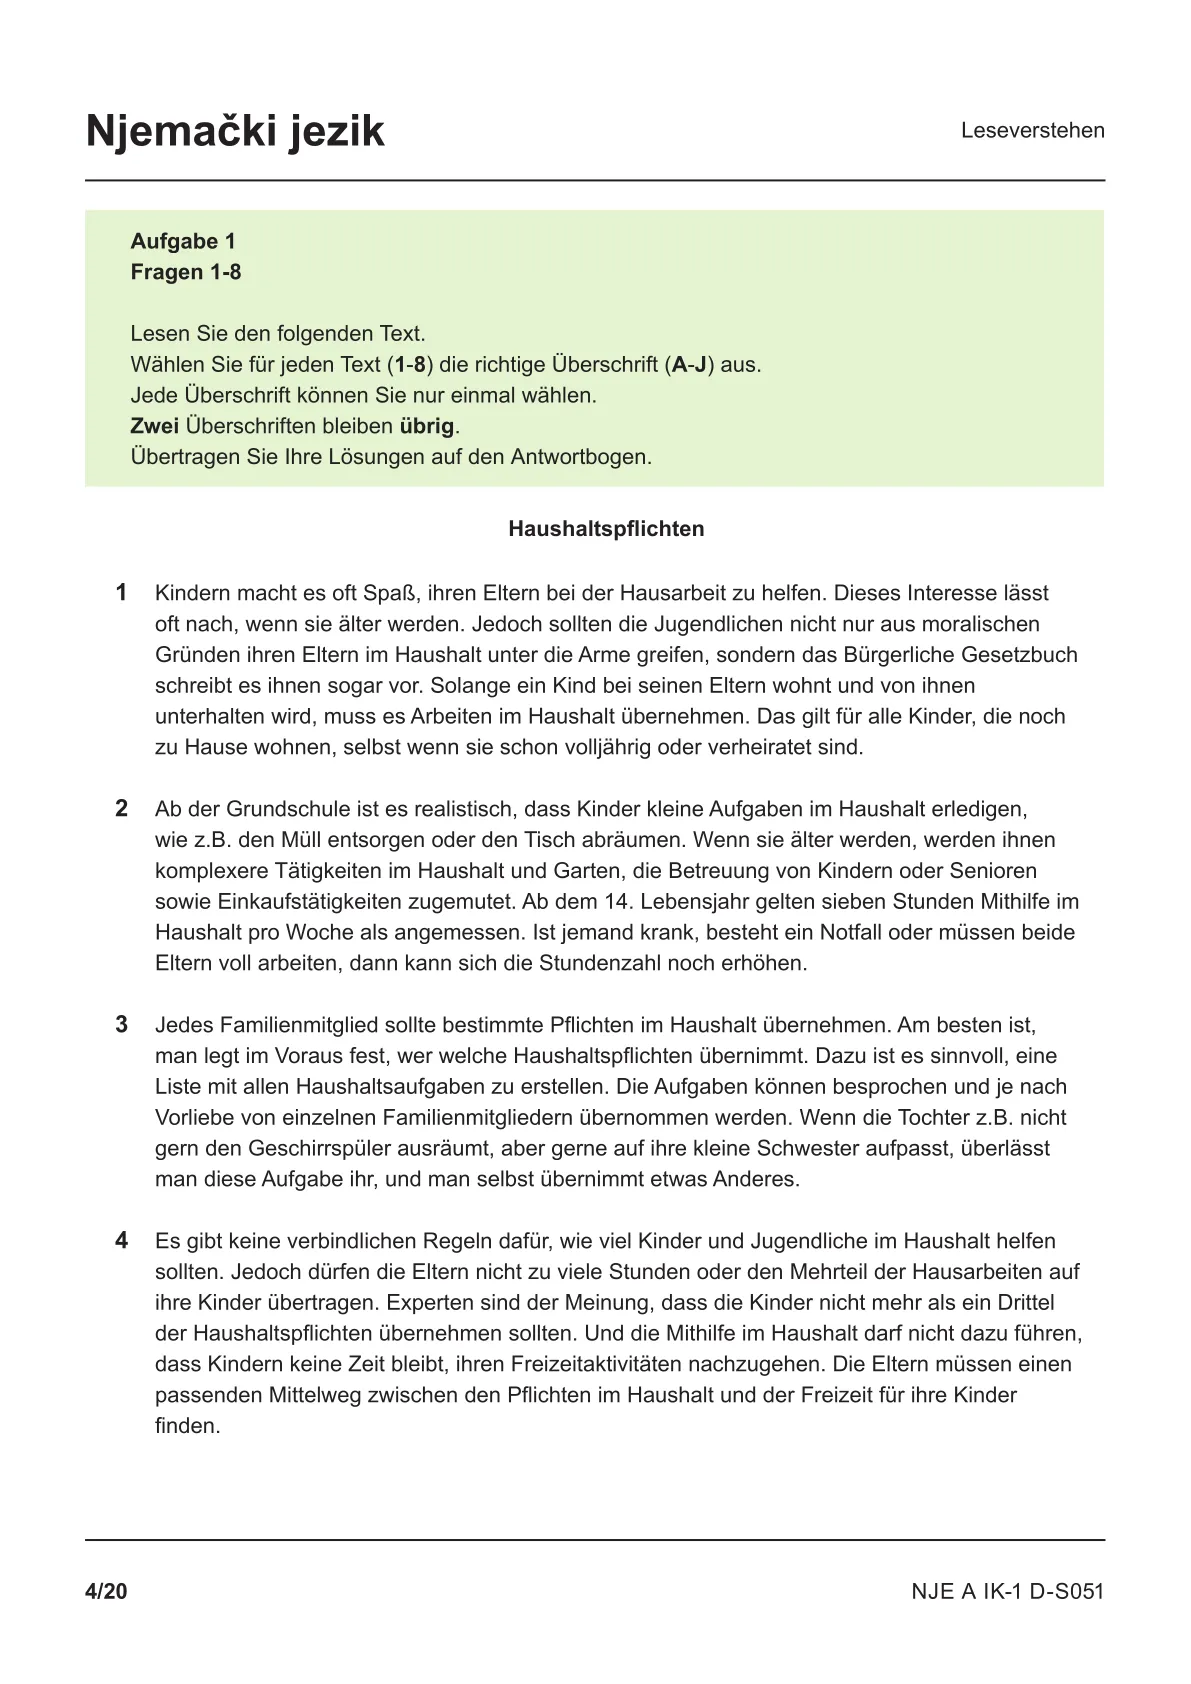 Njemački jezik
Leseverstehen
Aufgabe 1
Fragen 1-8
Lesen Sie den folgenden Text.
Wählen Sie für jeden Text (1-8) die richtige Überschrift (A-J) aus.
Jede Überschrift können Sie nur einmal wählen.
Zwei Überschriften bleiben übrig.
Übertragen Sie Ihre Lösungen auf den Antwortbogen.
Haushaltspflichten
1 Kindern macht es oft Spaß, ihren Eltern bei der Hausarbeit zu helfen. Dieses Interesse lässt
oft nach, wenn sie älter werden. Jedoch sollten die Jugendlichen nicht nur aus moralischen
Gründen ihren Eltern im Haushalt unter die Arme greifen, sondern das Bürgerliche Gesetzbuch
schreibt es ihnen sogar vor. Solange ein Kind bei seinen Eltern wohnt und von ihnen
unterhalten wird, muss es Arbeiten im Haushalt übernehmen. Das gilt für alle Kinder, die noch
zu Hause wohnen, selbst wenn sie schon volljährig oder verheiratet sind.
2 Ab der Grundschule ist es realistisch, dass Kinder kleine Aufgaben im Haushalt erledigen,
wie z.B. den Müll entsorgen oder den Tisch abräumen. Wenn sie älter werden, werden ihnen
komplexere Tätigkeiten im Haushalt und Garten, die Betreuung von Kindern oder Senioren
sowie Einkaufstätigkeiten zugemutet. Ab dem 14. Lebensjahr gelten sieben Stunden Mithilfe im
Haushalt pro Woche als angemessen. Ist jemand krank, besteht ein Notfall oder müssen beide
Eltern voll arbeiten, dann kann sich die Stundenzahl noch erhöhen.
3 Jedes Familienmitglied sollte bestimmte Pflichten im Haushalt übernehmen. Am besten ist,
man legt im Voraus fest, wer welche Haushaltspflichten übernimmt. Dazu ist es sinnvoll, eine
Liste mit allen Haushaltsaufgaben zu erstellen. Die Aufgaben können besprochen und je nach
Vorliebe von einzelnen Familienmitgliedern übernommen werden. Wenn die Tochter z.B. nicht
gern den Geschirrspüler ausräumt, aber gerne auf ihre kleine Schwester aufpasst, überlässt
man diese Aufgabe ihr, und man selbst übernimmt etwas Anderes.
4 Es gibt keine verbindlichen Regeln dafür, wie viel Kinder und Jugendliche im Haushalt helfen
sollten. Jedoch dürfen die Eltern nicht zu viele Stunden oder den Mehrteil der Hausarbeiten auf
ihre Kinder übertragen. Experten sind der Meinung, dass die Kinder nicht mehr als ein Drittel
der Haushaltspflichten übernehmen sollten. Und die Mithilfe im Haushalt darf nicht dazu führen,
dass Kindern keine Zeit bleibt, ihren Freizeitaktivitäten nachzugehen. Die Eltern müssen einen
passenden Mittelweg zwischen den Pflichten im Haushalt und der Freizeit für ihre Kinder
finden.
4/20
NJE A IK-1 D-S051